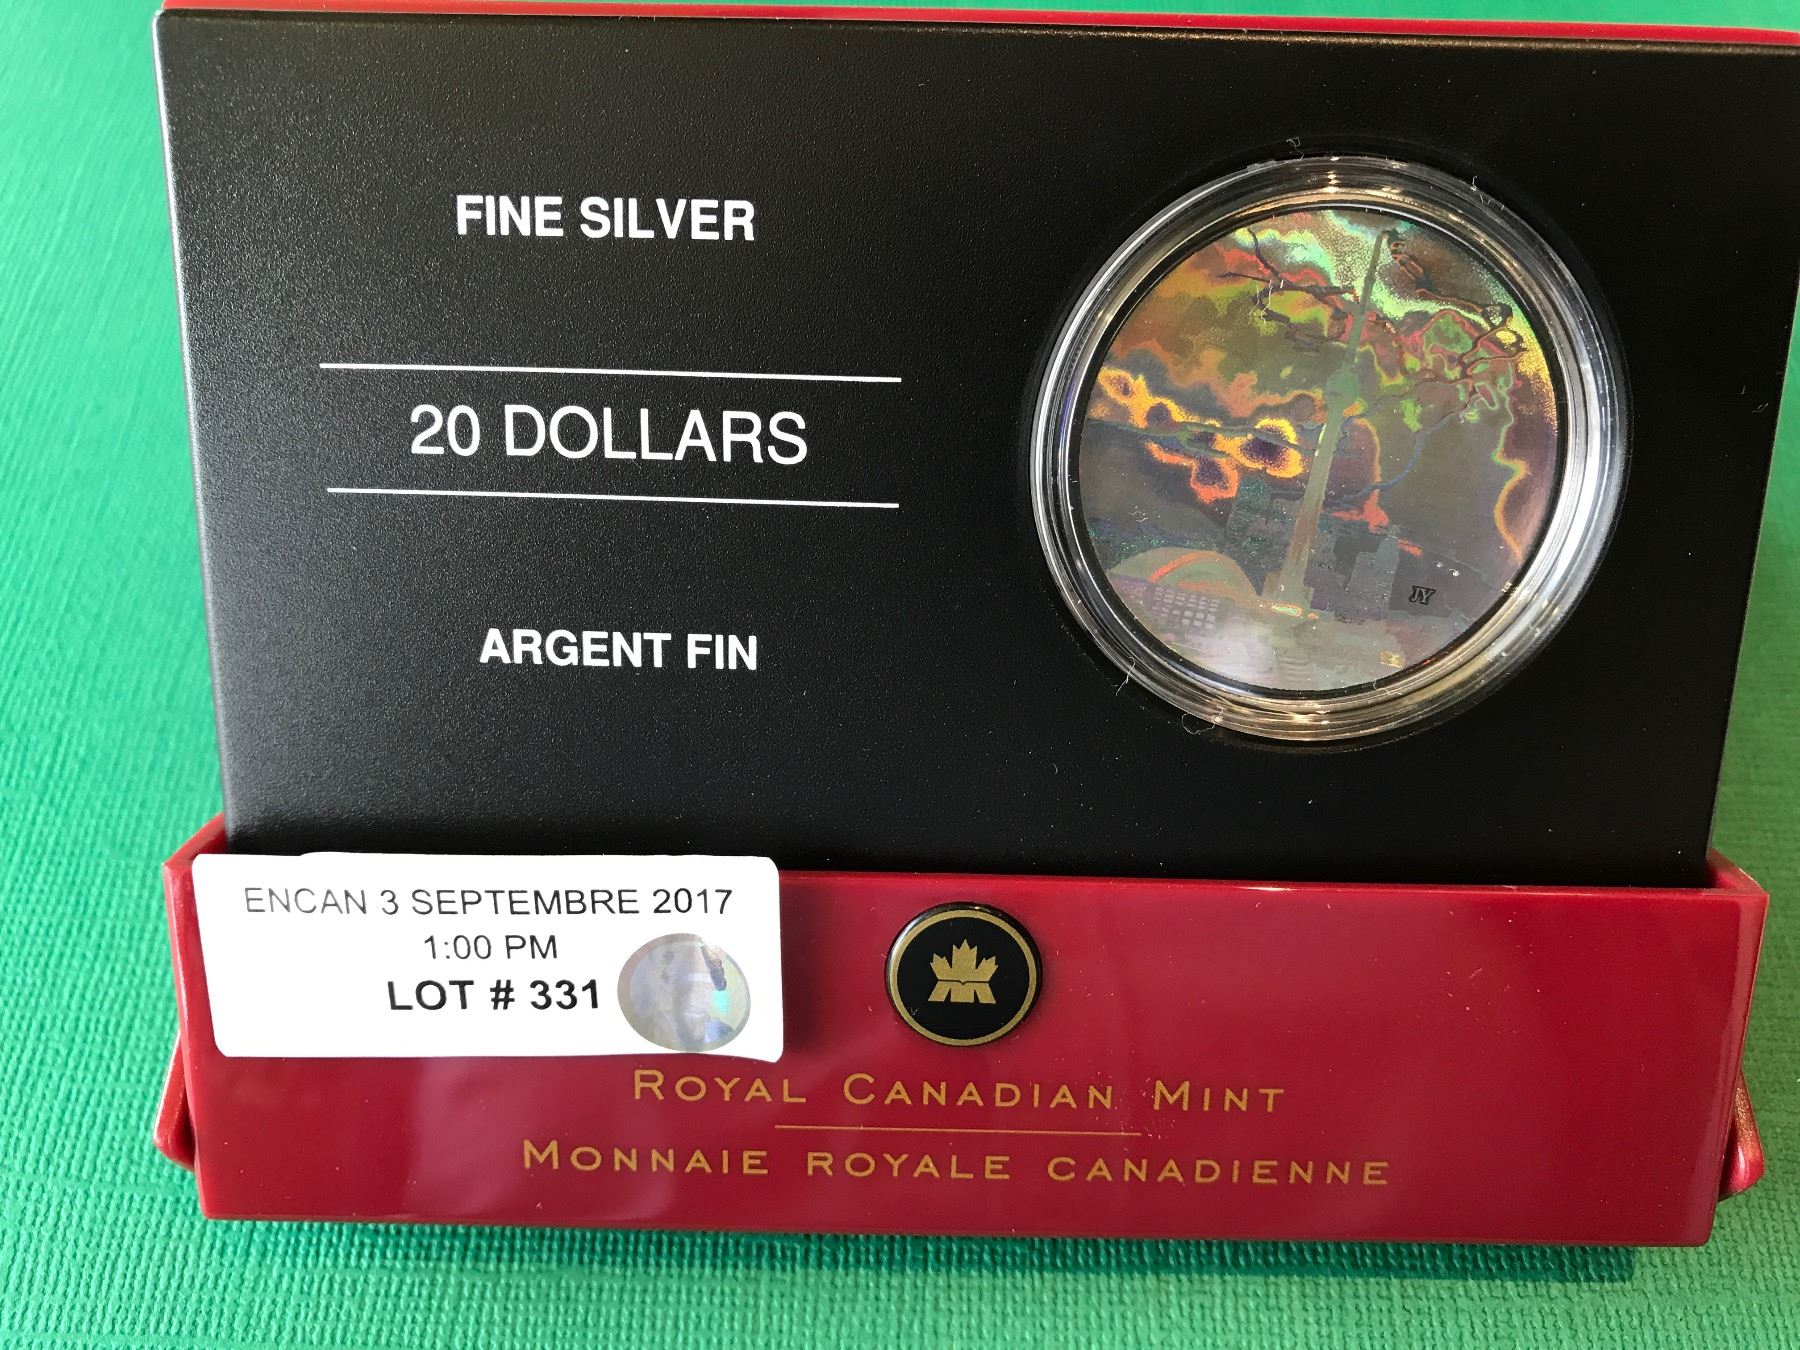 FINE SILVER
20 DOLLARS
ARGENT FIN
JY
ENCAN 3 SEPTEMBRE 2017
1:00 PM
LOT # 331
ROYAL CANADIAN MINT
MONNAIE ROYALE CANADIENNE